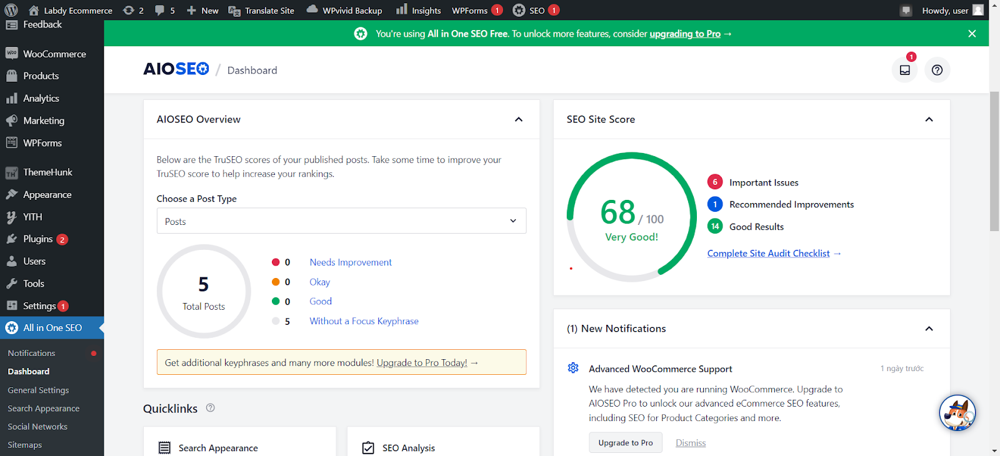 Labdy Ecommerce 2 5 New Translate Site WPvivid Backup Insights WPForms 1 SEO 1 Howdy, user
Feedback
WooCommerce
Products
Analytics
Marketing
WPForms
ThemeHunk
Appearance
YITH
Plugins 2
Users
Tools
Settings 1
All in One SEO
Notifications
Dashboard
General Settings
Search Appearance
Social Networks
Sitemaps
You're using All in One SEO Free. To unlock more features, consider upgrading to Pro →
AIOSEO / Dashboard
1
AIOSEO Overview
Below are the TruSEO scores of your published posts. Take some time to improve your
TruSEO score to help increase your rankings.
Choose a Post Type
Posts
5
Total Posts
0 Needs Improvement
0 Okay
0 Good
5 Without a Focus Keyphrase
Get additional keyphrases and many more modules! Upgrade to Pro Today! →
Quicklinks
Search Appearance
SEO Analysis
SEO Site Score
68 / 100
Very Good!
6 Important Issues
1 Recommended Improvements
14 Good Results
Complete Site Audit Checklist →
(1) New Notifications
Advanced WooCommerce Support 1 ngày trước
We have detected you are running WooCommerce. Upgrade to
AIOSEO Pro to unlock our advanced eCommerce SEO features,
including SEO for Product Categories and more.
Upgrade to Pro Dismiss